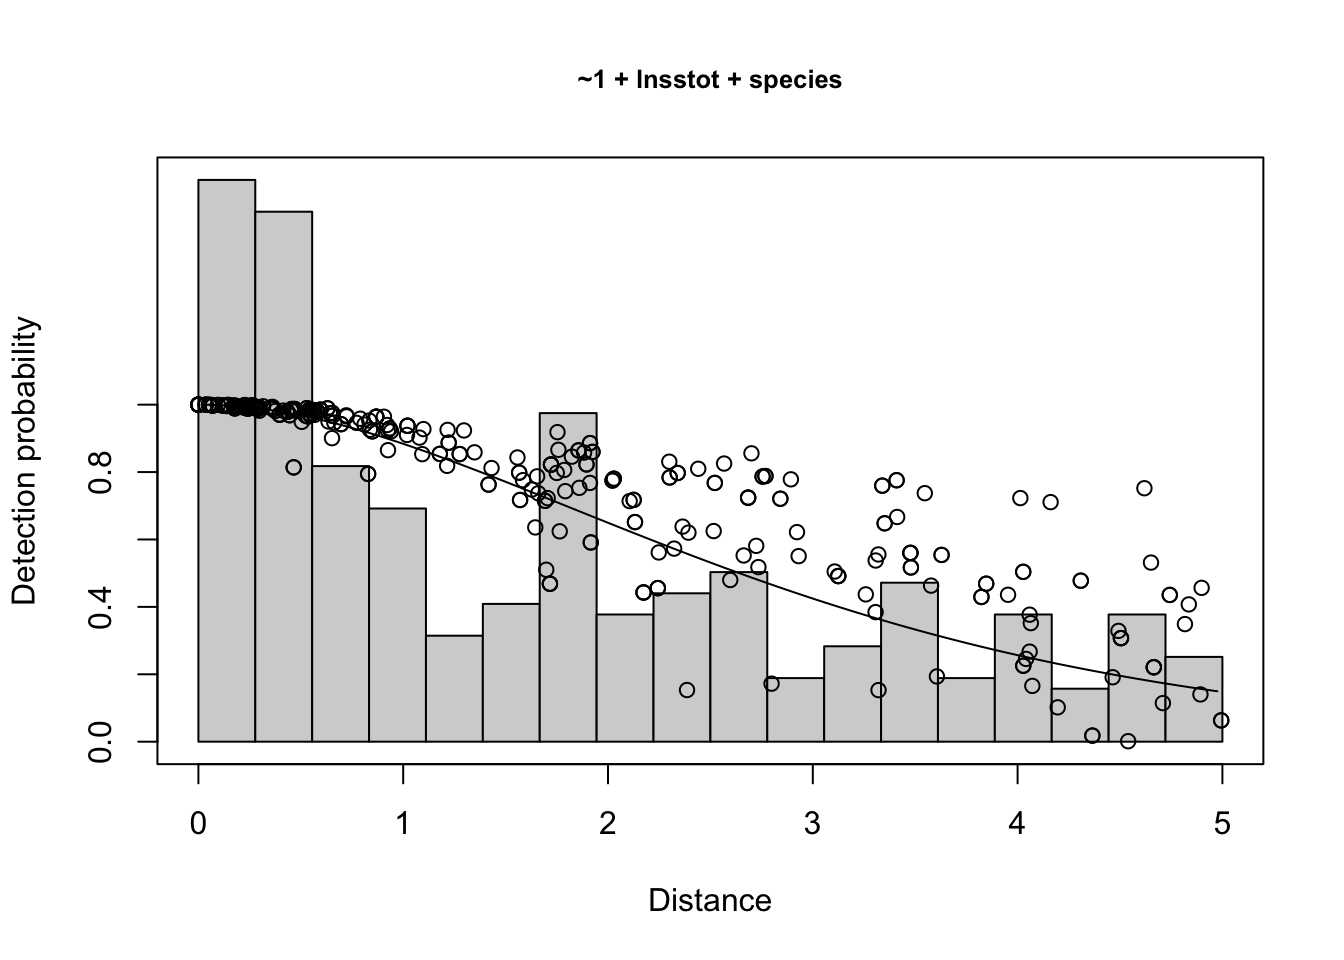 ~1 + lnsstot + species
Detection probability
0.8
0.4
0.0
0 1 2 3 4 5
Distance